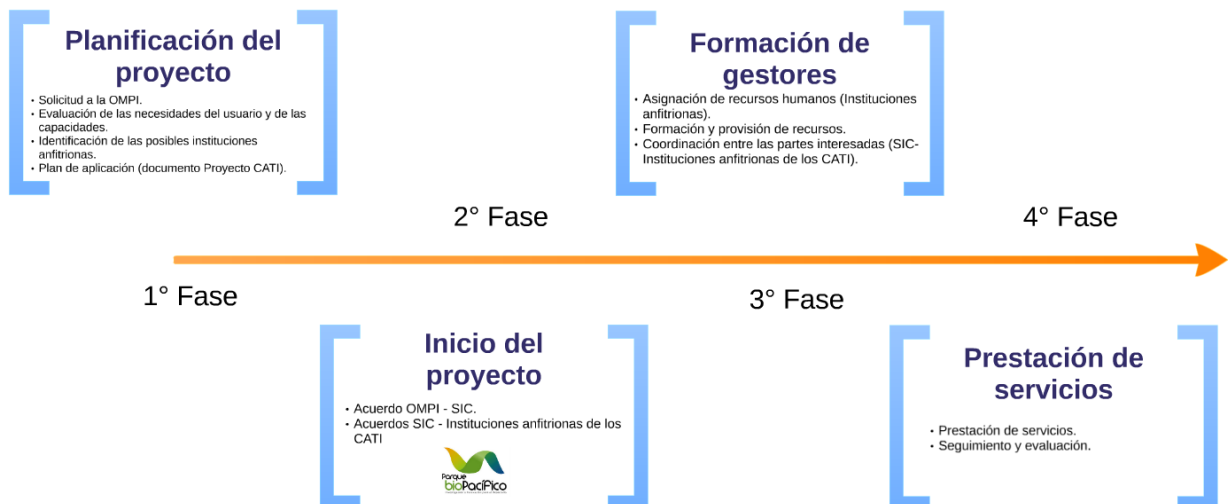 Planificación del
proyecto
• Solicitud a la OMPI.
• Evaluación de las necesidades del usuario y de las
capacidades.
• Identificación de las posibles instituciones
anfitrionas.
• Plan de aplicación (documento Proyecto CATI).
Formación de
gestores
• Asignación de recursos humanos (Instituciones
anfitrionas).
• Formación y provisión de recursos.
• Coordinación entre las partes interesadas (SIC-
Instituciones anfitrionas de los CATI).
2° Fase
4° Fase
1° Fase
3° Fase
Inicio del
proyecto
• Acuerdo OMPI - SIC.
• Acuerdos SIC - Instituciones anfitrionas de los
CATI
Parque
bioPacífico
Prestación de
servicios
• Prestación de servicios.
• Seguimiento y evaluación.